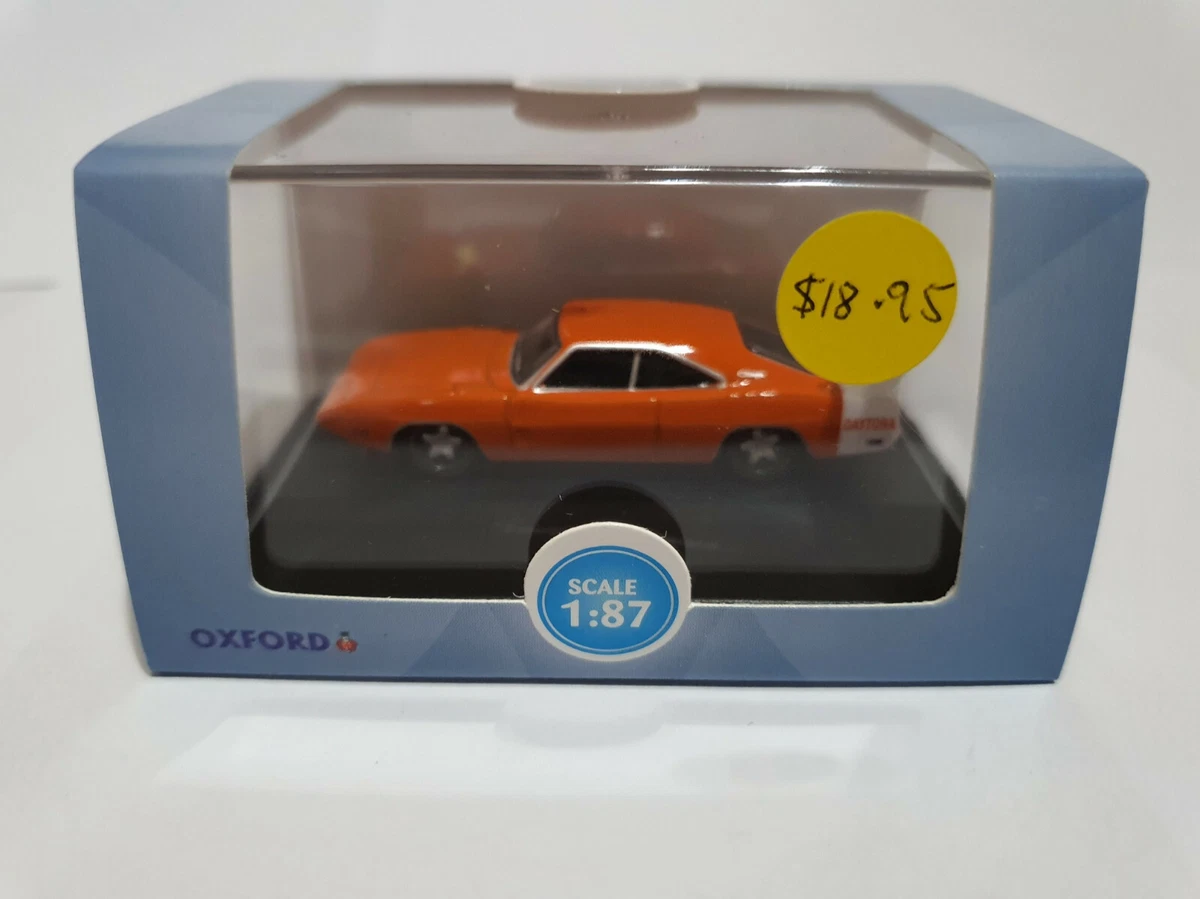 $18.95
DAYTONA
SCALE
1:87
OXFORD